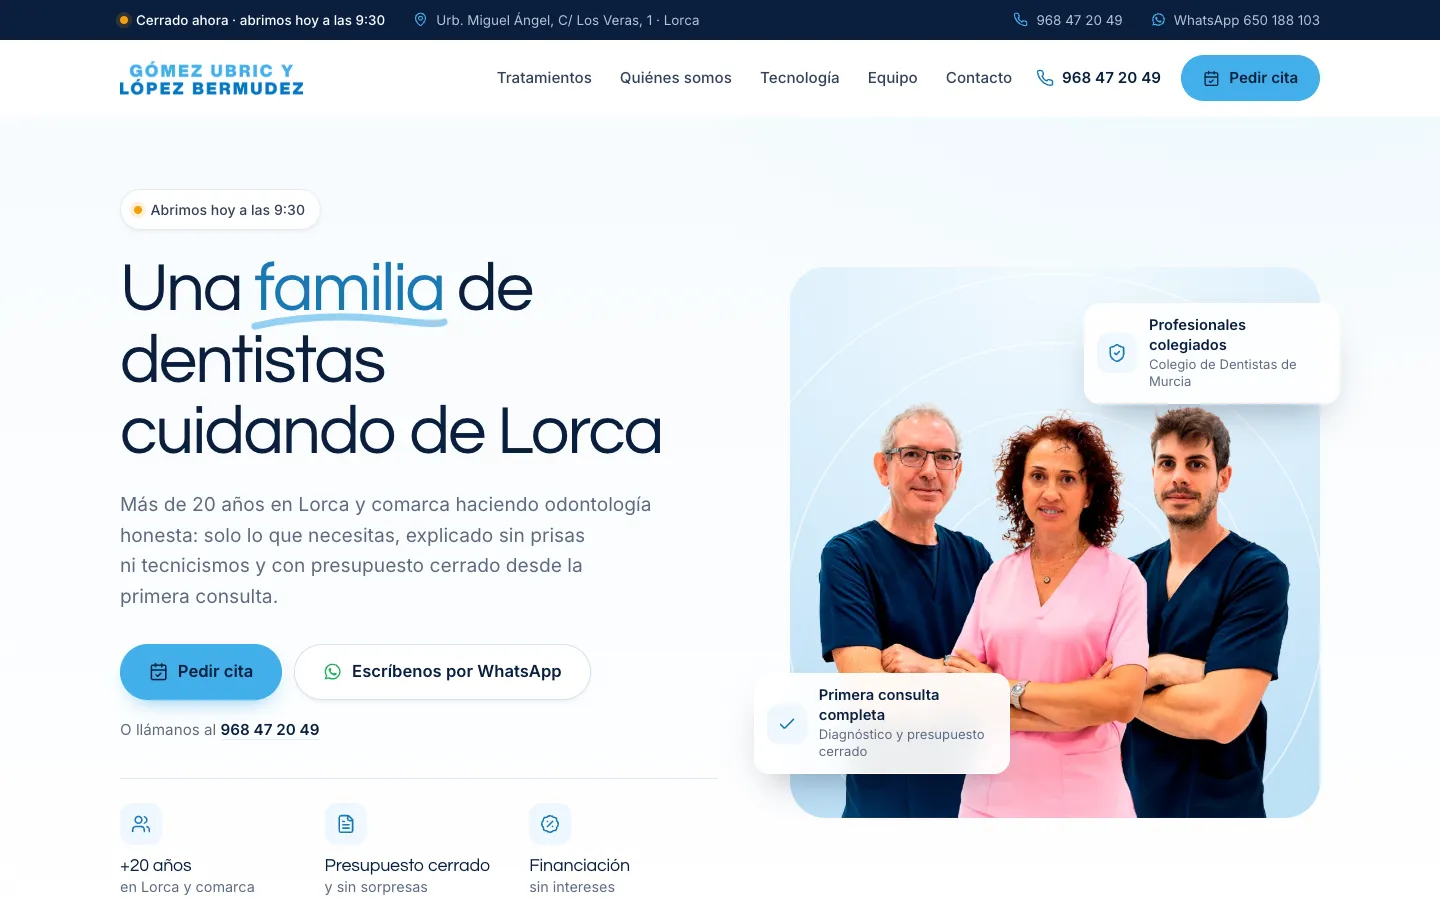 Cerrado ahora · abrimos hoy a las 9:30
Urb. Miguel Ángel, C/ Los Veras, 1 · Lorca
968 47 20 49
WhatsApp 650 188 103
GÓMEZ UBRIC Y
LÓPEZ BERMUDEZ
Tratamientos
Quiénes somos
Tecnología
Equipo
Contacto
968 47 20 49
Pedir cita
Abrimos hoy a las 9:30
Una familia de
dentistas
cuidando de Lorca
Más de 20 años en Lorca y comarca haciendo odontología
honesta: solo lo que necesitas, explicado sin prisas
ni tecnicismos y con presupuesto cerrado desde la
primera consulta.
Pedir cita
Escríbenos por WhatsApp
O llámanos al 968 47 20 49
+20 años
en Lorca y comarca
Presupuesto cerrado
y sin sorpresas
Financiación
sin intereses
Profesionales
colegiados
Colegio de Dentistas de
Murcia
Primera consulta
completa
Diagnóstico y presupuesto
cerrado